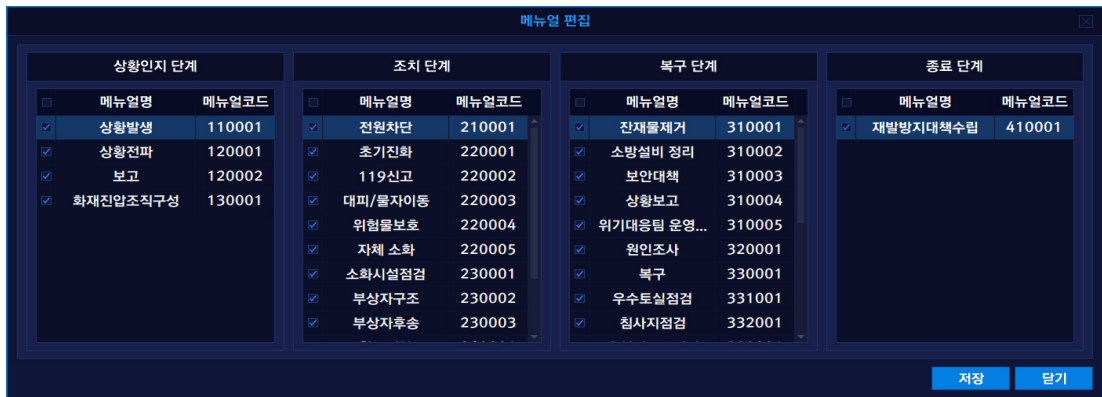 메뉴얼 편집
상황인지 단계
메뉴얼명 메뉴얼코드
상황발생 110001
상황전파 120001
보고 120002
화재진압조직구성 130001
조치 단계
메뉴얼명 메뉴얼코드
전원차단 210001
초기진화 220001
119신고 220002
대피/물자이동 220003
위험물보호 220004
자체 소화 220005
소화시설점검 230001
부상자구조 230002
부상자후송 230003
복구 단계
메뉴얼명 메뉴얼코드
잔재물제거 310001
소방설비 정리 310002
보안대책 310003
상황보고 310004
위기대응팀 운영... 310005
원인조사 320001
복구 330001
우수토실점검 331001
침사지점검 332001
종료 단계
메뉴얼명 메뉴얼코드
재발방지대책수립 410001
저장 닫기